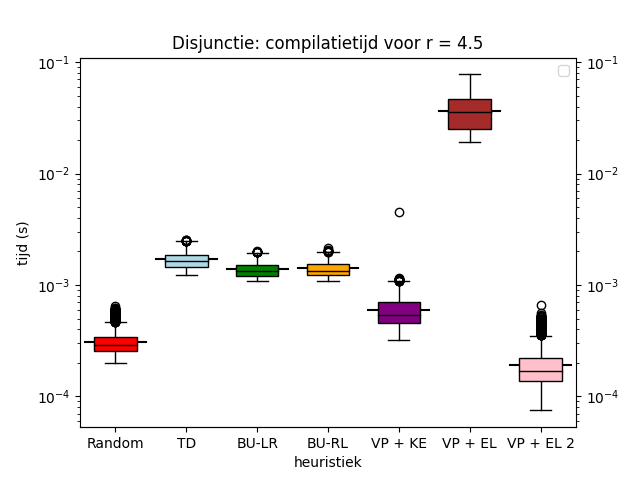 Disjunctie: compilatietijd voor r = 4.5
tijd (s)
10⁻¹
10⁻²
10⁻³
10⁻⁴
10⁻¹
10⁻²
10⁻³
10⁻⁴
Random TD BU-LR BU-RL VP + KE VP + EL VP + EL 2
heuristiek